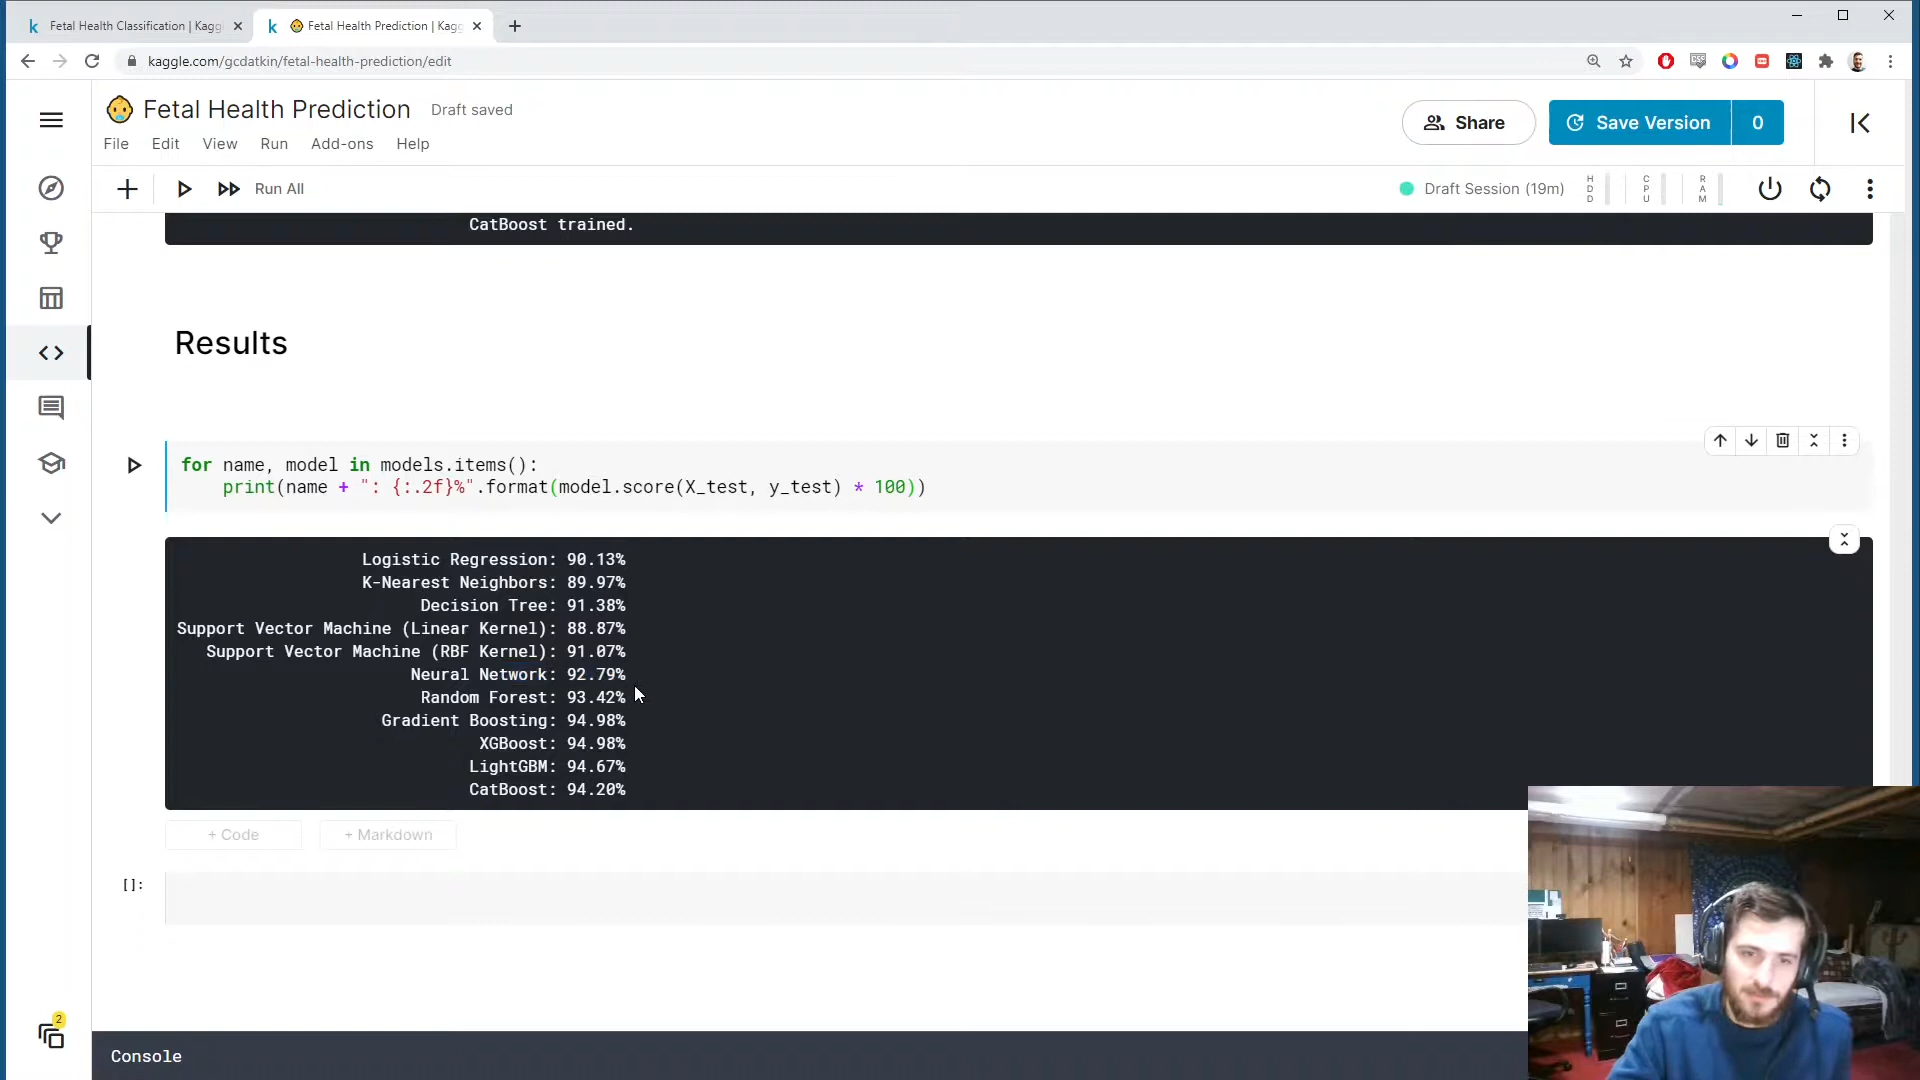 Fetal Health Classification | Kagg
Fetal Health Prediction | Kagg
kaggle.com/gcdatkin/fetal-health-prediction/edit
Fetal Health Prediction
Draft saved
Share
Save Version
0
File Edit View Run Add-ons Help
Run All
Draft Session (19m)
HDD
CPU
RAM
CatBoost trained.
Results
for name, model in models.items():
print(name + ": {:.2f}%".format(model.score(X_test, y_test) * 100))
Logistic Regression: 90.13%
K-Nearest Neighbors: 89.97%
Decision Tree: 91.38%
Support Vector Machine (Linear Kernel): 88.87%
Support Vector Machine (RBF Kernel): 91.07%
Neural Network: 92.79%
Random Forest: 93.42%
Gradient Boosting: 94.98%
XGBoost: 94.98%
LightGBM: 94.67%
CatBoost: 94.20%
+ Code
+ Markdown
[]:
2
Console